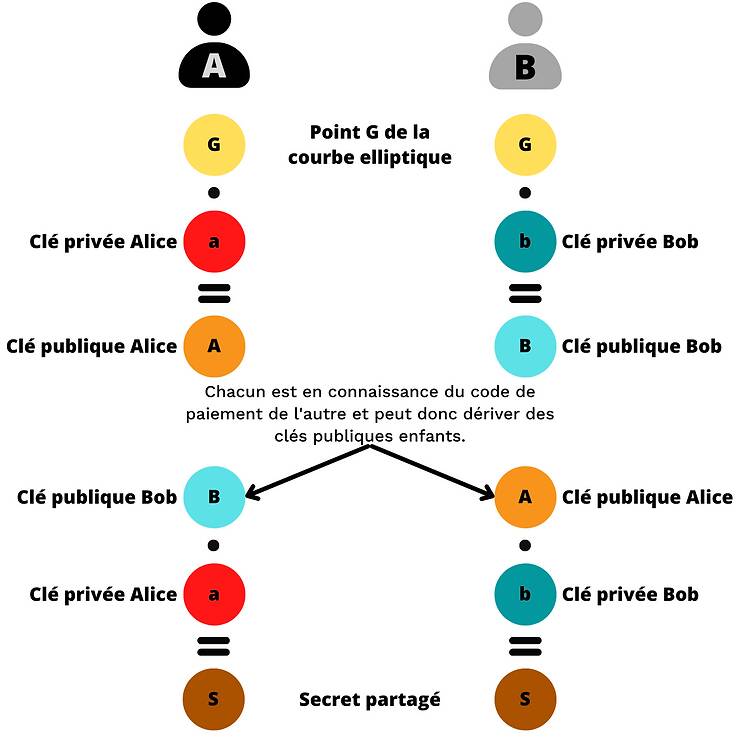 A B
G Point G de la G
courbe elliptique
Clé privée Alice a b Clé privée Bob
Clé publique Alice A B Clé publique Bob
Chacun est en connaissance du code de
paiement de l'autre et peut donc dériver des
clés publiques enfants.
Clé publique Bob B A Clé publique Alice
Clé privée Alice a b Clé privée Bob
S Secret partagé S